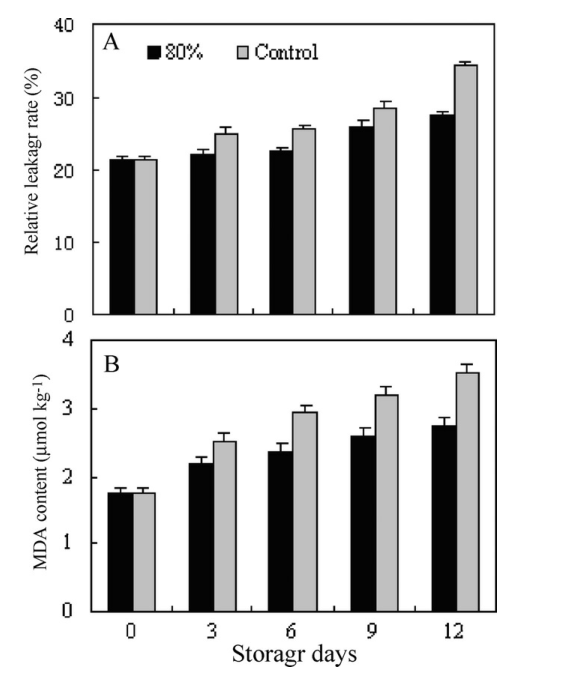 40
A
80% Control
30
20
10
0
Relative leakagr rate (%)
4
B
3
2
1
0
MDA content (μmol kg-1)
0 3 6 9 12
Storagr days